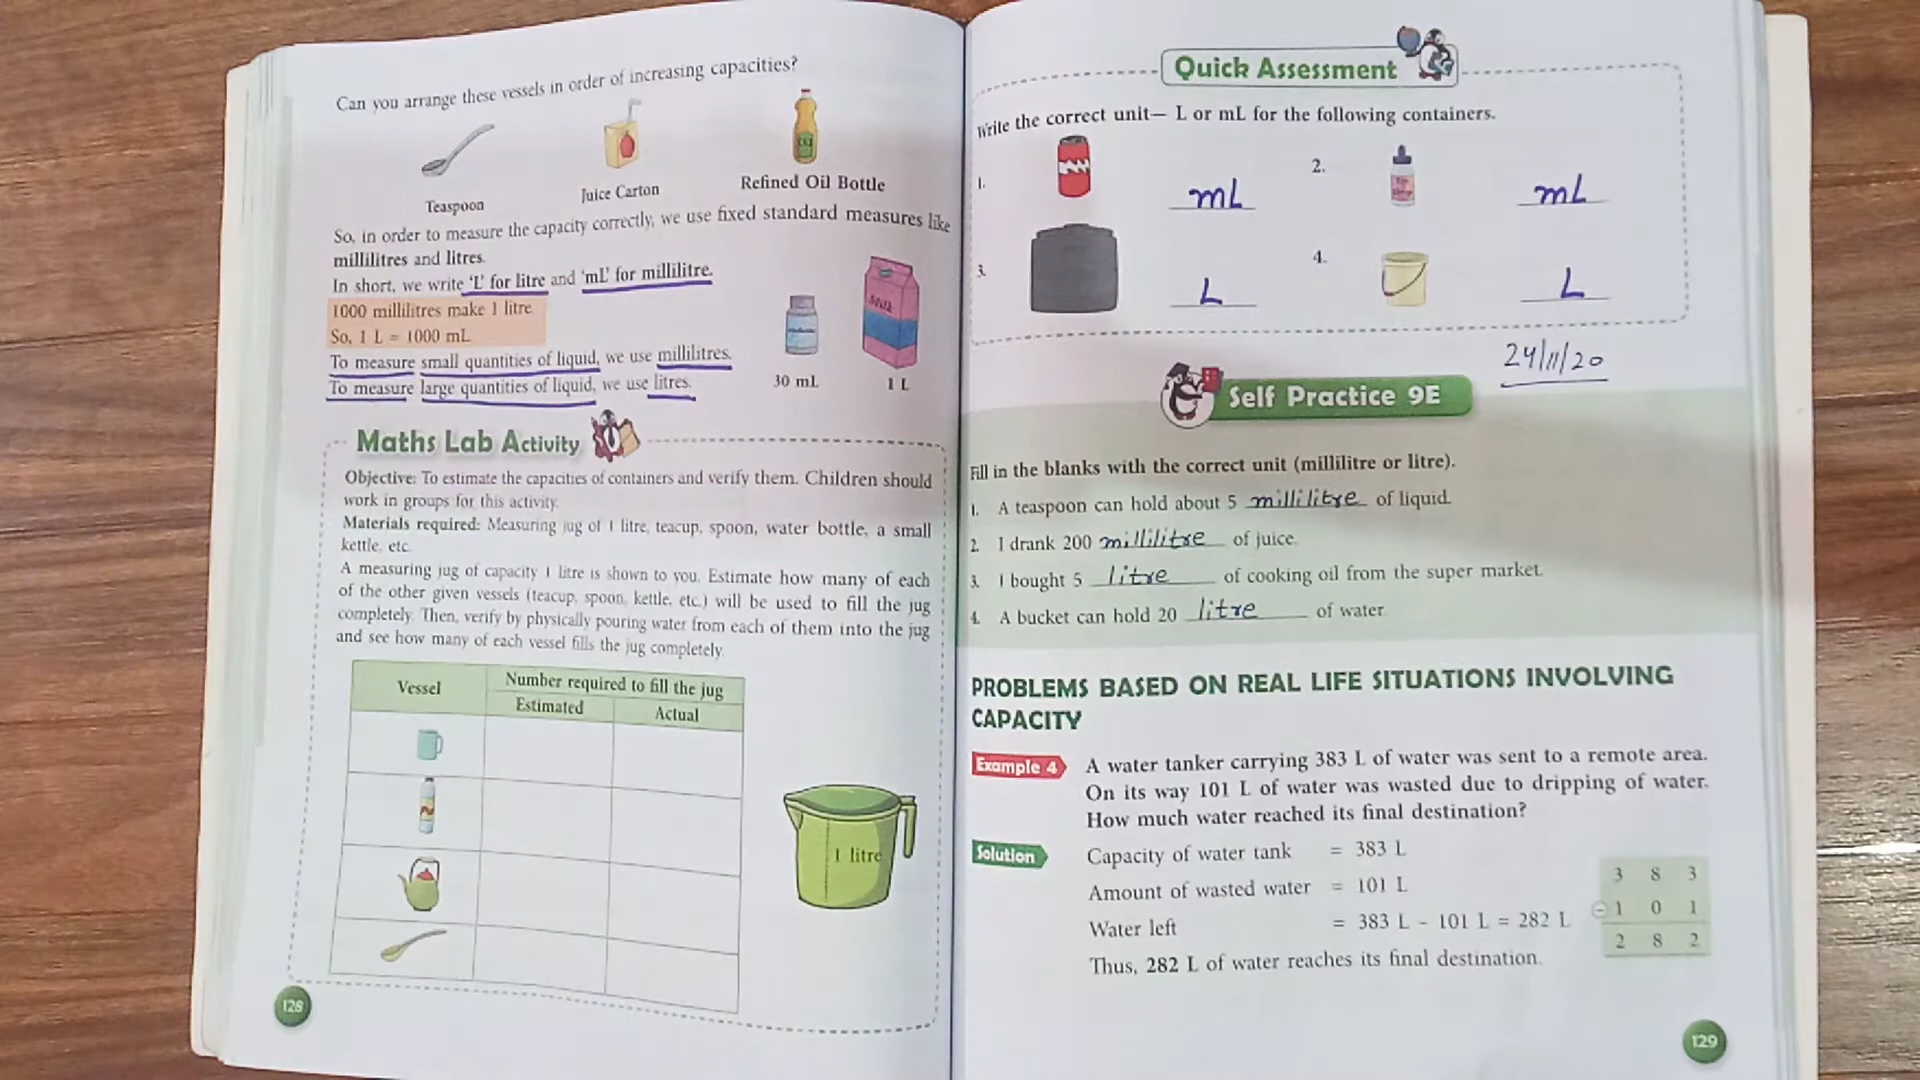 Can you arrange these vessels in order of increasing capacities?
Teaspoon
Juice Carton
Refined Oil Bottle
So, in order to measure the capacity correctly, we use fixed standard measures like
millilitres and litres.
In short, we write 'L' for litre and 'mL' for millilitre.
1000 millilitres make 1 litre
So, 1 L = 1000 mL
To measure small quantities of liquid, we use millilitres.
To measure large quantities of liquid, we use litres.
Milk
30 mL
1 L
Maths Lab Activity
Objective: To estimate the capacities of containers and verify them. Children should
work in groups for this activity.
Materials required: Measuring jug of 1 litre, teacup, spoon, water bottle, a small
kettle, etc.
A measuring jug of capacity 1 litre is shown to you. Estimate how many of each
of the other given vessels (teacup, spoon, kettle, etc.) will be used to fill the jug
completely. Then, verify by physically pouring water from each of them into the jug
and see how many of each vessel fills the jug completely.
Vessel
Number required to fill the jug
Estimated
Actual
1 litre
128
Quick Assessment
Write the correct unit— L or mL for the following containers.
1.
mL
2.
mL
3.
L
4.
L
24/11/20
Self Practice 9E
Fill in the blanks with the correct unit (millilitre or litre).
1. A teaspoon can hold about 5 millilitre of liquid.
2. I drank 200 millilitre of juice.
3. I bought 5 litre of cooking oil from the super market.
4. A bucket can hold 20 litre of water
PROBLEMS BASED ON REAL LIFE SITUATIONS INVOLVING
CAPACITY
Example 4 A water tanker carrying 383 L of water was sent to a remote area.
On its way 101 L of water was wasted due to dripping of water.
How much water reached its final destination?
Solution Capacity of water tank = 383 L
Amount of wasted water = 101 L
Water left = 383 L - 101 L = 282 L
Thus, 282 L of water reaches its final destination.
3 8 3
- 1 0 1
2 8 2
129